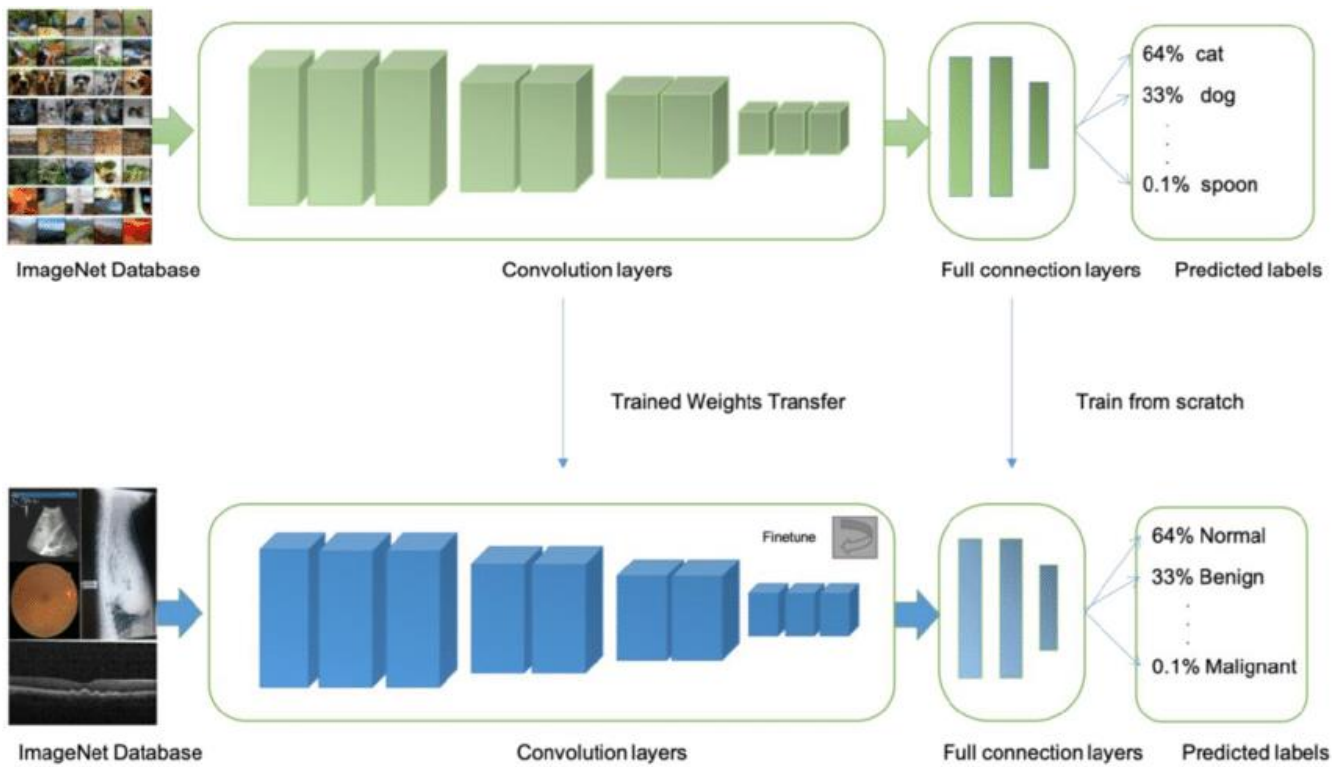 64% cat
33% dog
0.1% spoon
ImageNet Database
Convolution layers
Full connection layers
Predicted labels
Trained Weights Transfer
Train from scratch
Finetune
64% Normal
33% Benign
0.1% Malignant
ImageNet Database
Convolution layers
Full connection layers
Predicted labels